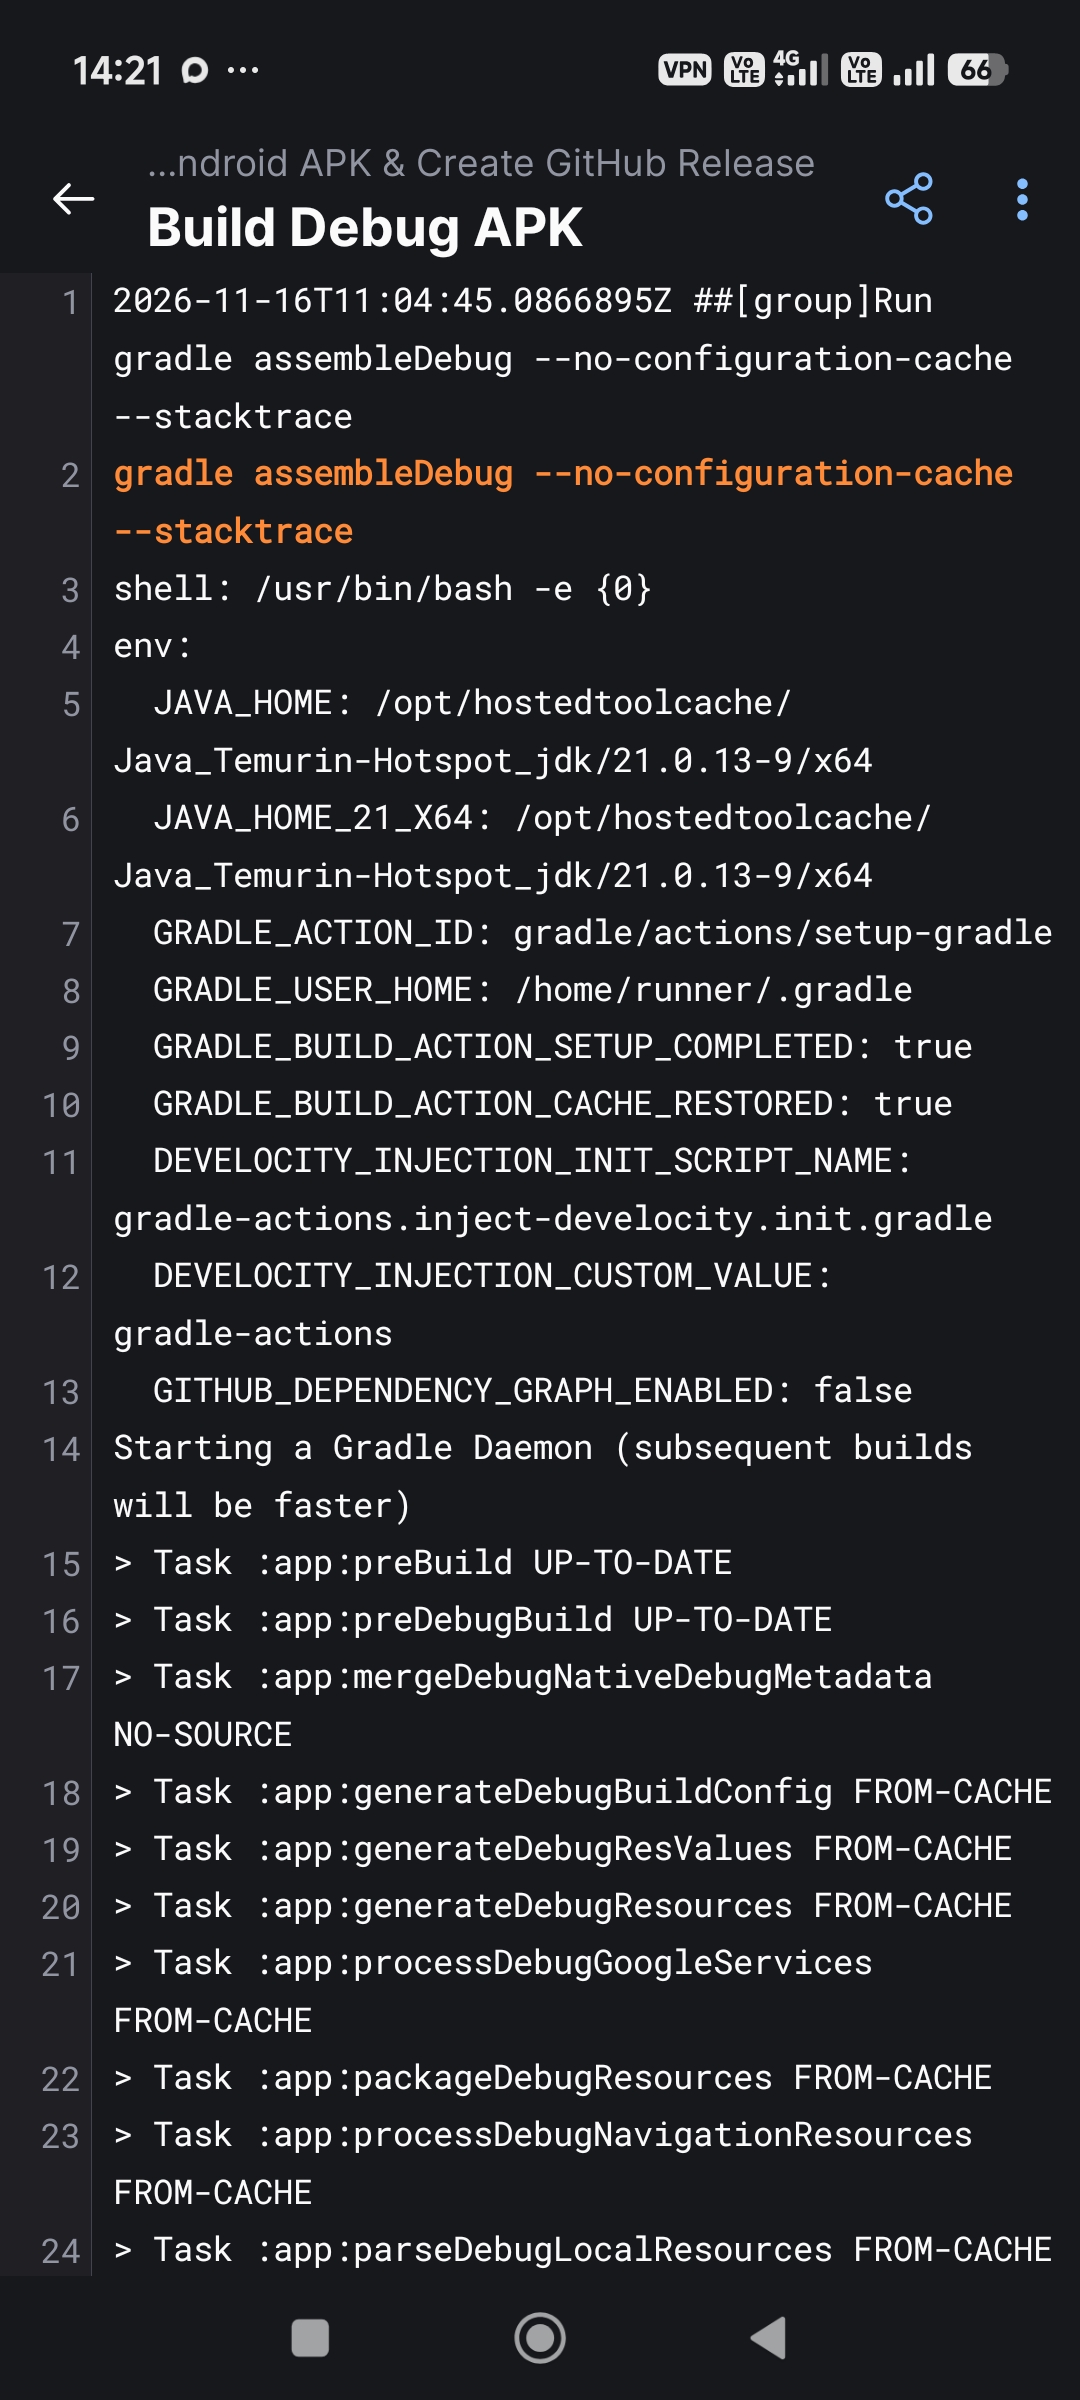 14:21
VPN Vo LTE 4G Vo LTE 66
...ndroid APK & Create GitHub Release
Build Debug APK
1 2026-11-16T11:04:45.0866895Z ##[group]Run
gradle assembleDebug --no-configuration-cache
--stacktrace
2 gradle assembleDebug --no-configuration-cache
--stacktrace
3 shell: /usr/bin/bash -e {0}
4 env:
5 JAVA_HOME: /opt/hostedtoolcache/
Java_Temurin-Hotspot_jdk/21.0.13-9/x64
6 JAVA_HOME_21_X64: /opt/hostedtoolcache/
Java_Temurin-Hotspot_jdk/21.0.13-9/x64
7 GRADLE_ACTION_ID: gradle/actions/setup-gradle
8 GRADLE_USER_HOME: /home/runner/.gradle
9 GRADLE_BUILD_ACTION_SETUP_COMPLETED: true
10 GRADLE_BUILD_ACTION_CACHE_RESTORED: true
11 DEVELOCITY_INJECTION_INIT_SCRIPT_NAME:
gradle-actions.inject-develocity.init.gradle
12 DEVELOCITY_INJECTION_CUSTOM_VALUE:
gradle-actions
13 GITHUB_DEPENDENCY_GRAPH_ENABLED: false
14 Starting a Gradle Daemon (subsequent builds
will be faster)
15 > Task :app:preBuild UP-TO-DATE
16 > Task :app:preDebugBuild UP-TO-DATE
17 > Task :app:mergeDebugNativeDebugMetadata
NO-SOURCE
18 > Task :app:generateDebugBuildConfig FROM-CACHE
19 > Task :app:generateDebugResValues FROM-CACHE
20 > Task :app:generateDebugResources FROM-CACHE
21 > Task :app:processDebugGoogleServices
FROM-CACHE
22 > Task :app:packageDebugResources FROM-CACHE
23 > Task :app:processDebugNavigationResources
FROM-CACHE
24 > Task :app:parseDebugLocalResources FROM-CACHE